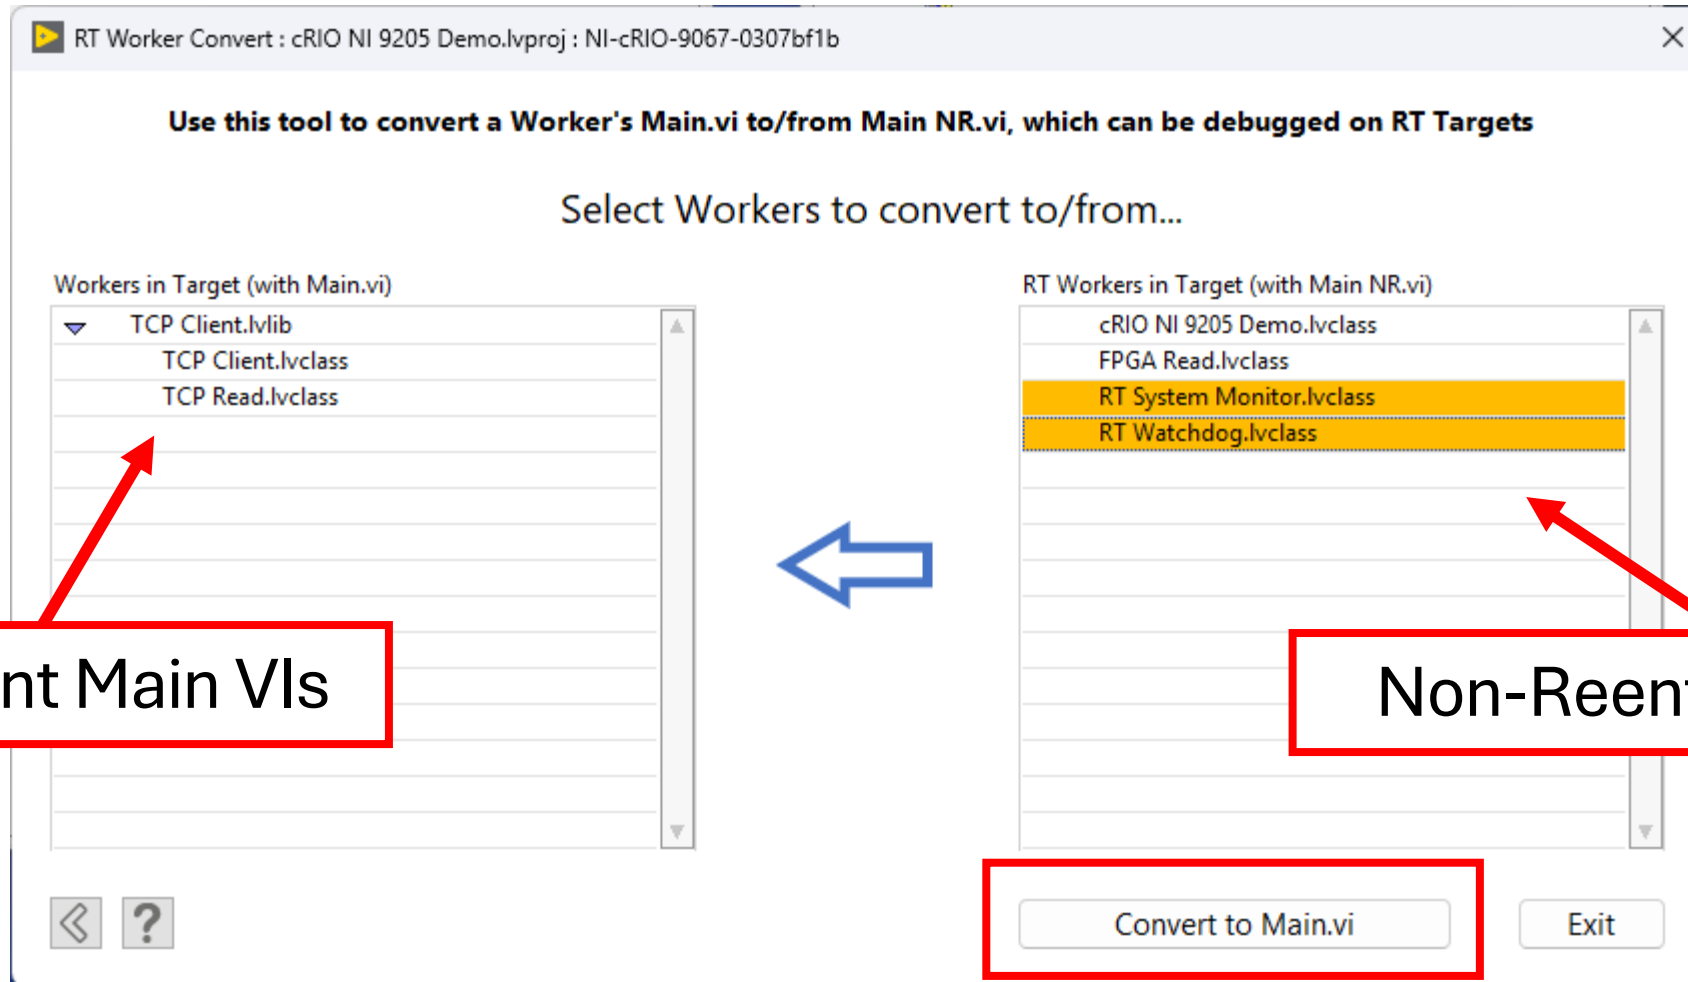 RT Worker Convert : cRIO NI 9205 Demo.lvproj : NI-cRIO-9067-0307bf1b
Use this tool to convert a Worker's Main.vi to/from Main NR.vi, which can be debugged on RT Targets
Select Workers to convert to/from...
Workers in Target (with Main.vi)
TCP Client.lvlib
TCP Client.lvclass
TCP Read.lvclass
RT Workers in Target (with Main NR.vi)
cRIO NI 9205 Demo.lvclass
FPGA Read.lvclass
RT System Monitor.lvclass
RT Watchdog.lvclass
nt Main VIs
Non-Reent
?
Convert to Main.vi
Exit